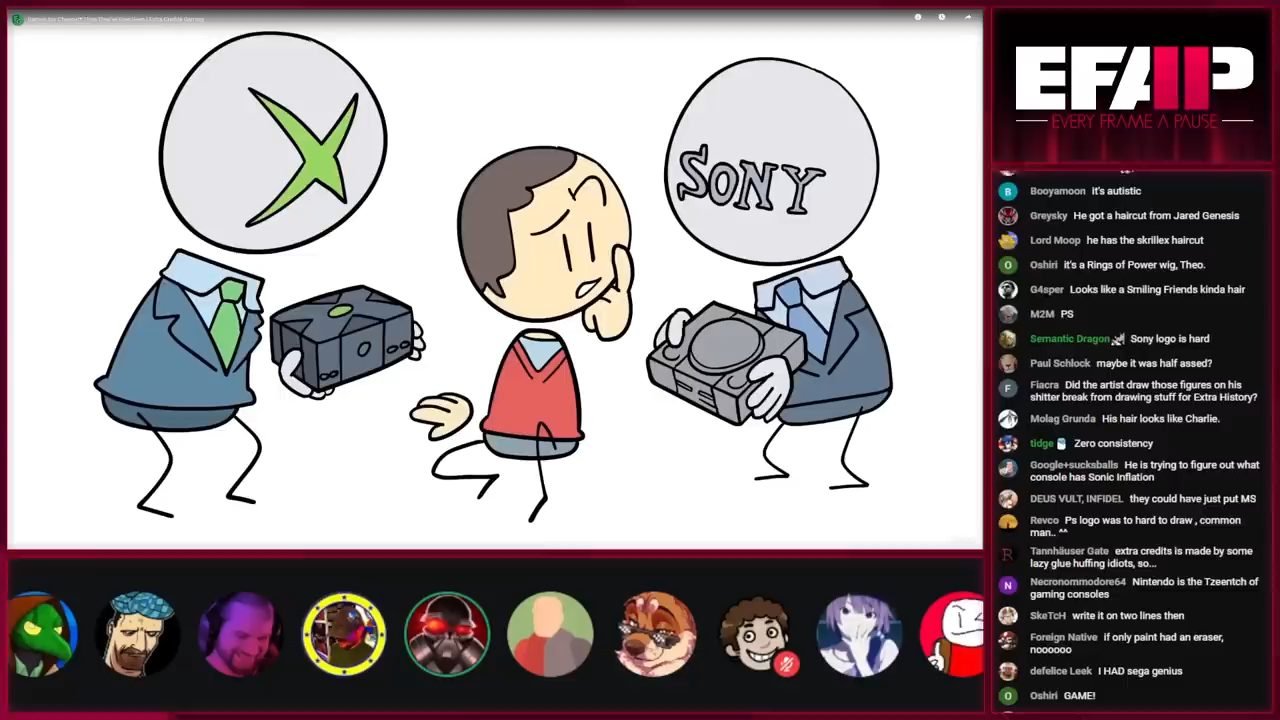 SONY
EFAP
EVERY FRAME A PAUSE
Booyamoon it's autistic
Greysky He got a haircut from Jared Genesis
Lord Moop he has the skrillex haircut
Oshiri it's a Rings of Power wig, Theo.
G4sper Looks like a Smiling Friends kinda hair
M2M PS
Semantic Dragon Sony logo is hard
Paul Schlock maybe it was half assed?
Fiacra Did the artist draw those figures on his
shitter break from drawing stuff for Extra History?
Molag Grunda His hair looks like Charlie.
tidge Zero consistency
Google+sucksballs He is trying to figure out what
console has Sonic Inflation
DEUS VULT, INFIDEL they could have just put MS
Revco Ps logo was to hard to draw , common
man.. ^^
Tannhäuser Gate extra credits is made by some
lazy glue huffing idiots, so...
Necronommodore64 Nintendo is the Tzeentch of
gaming consoles
SkeTcH write it on two lines then
Foreign Native if only paint had an eraser,
noooooo
defelice Leek I HAD sega genius
Oshiri GAME!